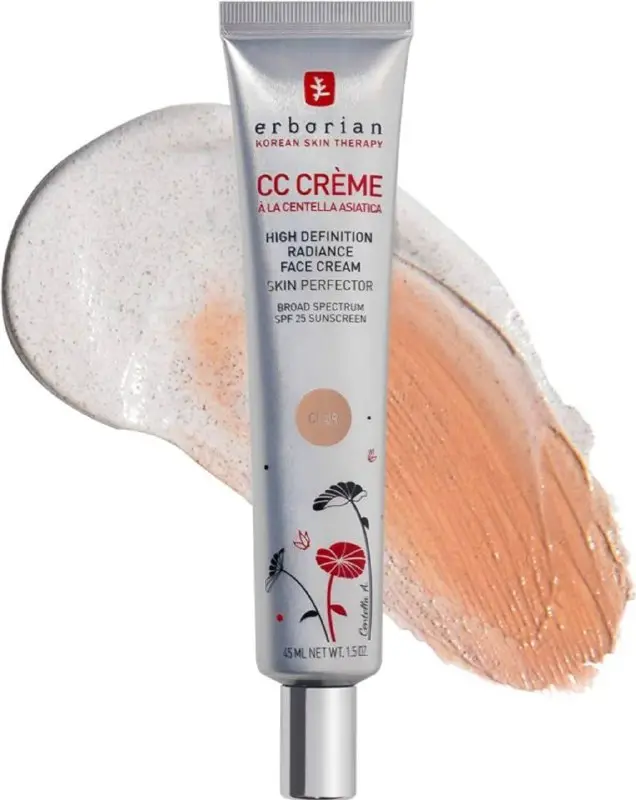 erborian
KOREAN SKIN THERAPY
CC CRÈME
À LA CENTELLA ASIATICA
HIGH DEFINITION
RADIANCE
FACE CREAM
SKIN PERFECTOR
BROAD SPECTRUM
SPF 25 SUNSCREEN
Centella A.
45 ML NET WT. 1.5 OZ.